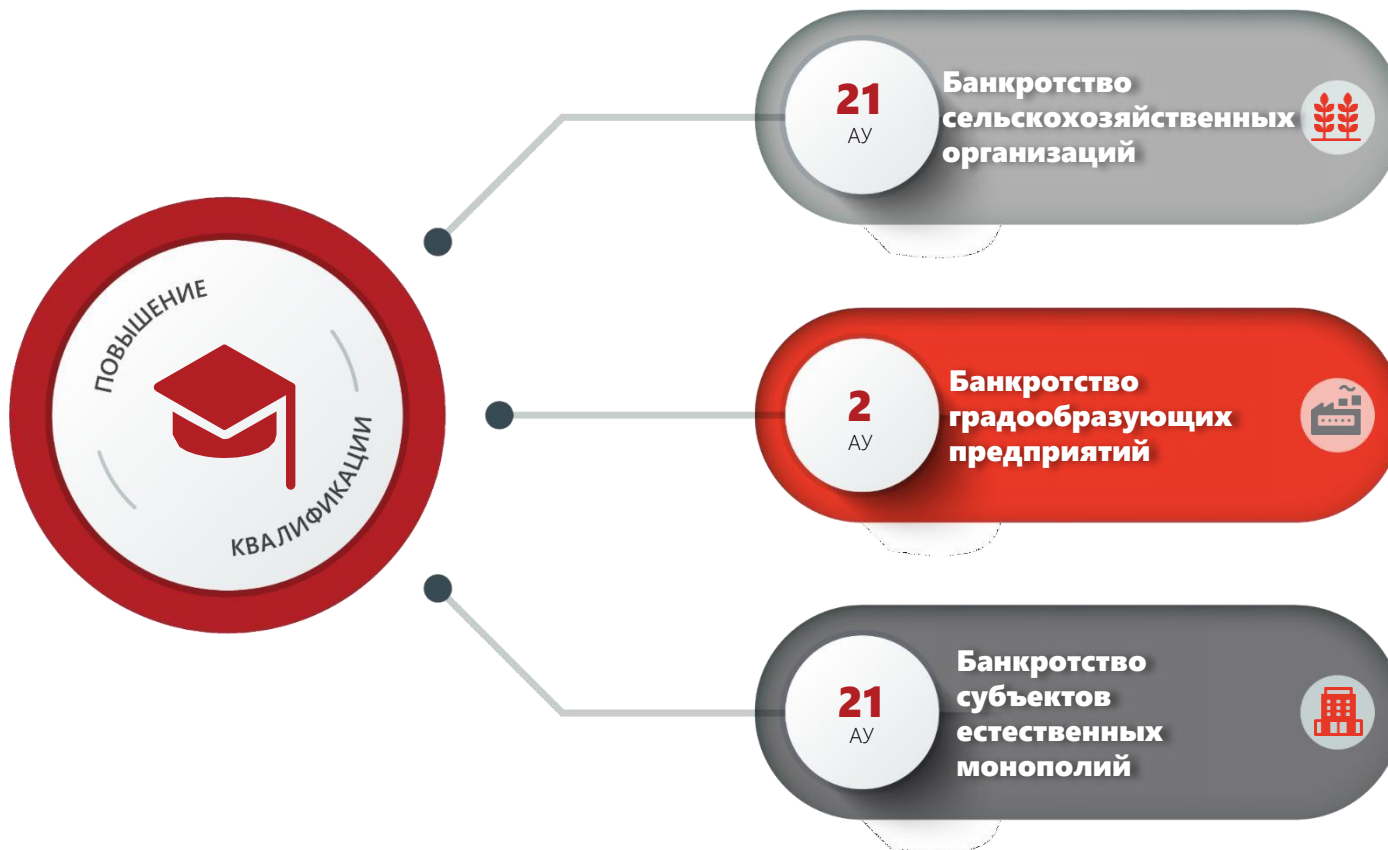 ПОВЫШЕНИЕ
КВАЛИФИКАЦИИ
21
АУ
Банкротство
сельскохозяйственных
организаций
2
АУ
Банкротство
градообразующих
предприятий
21
АУ
Банкротство
субъектов
естественных
монополий